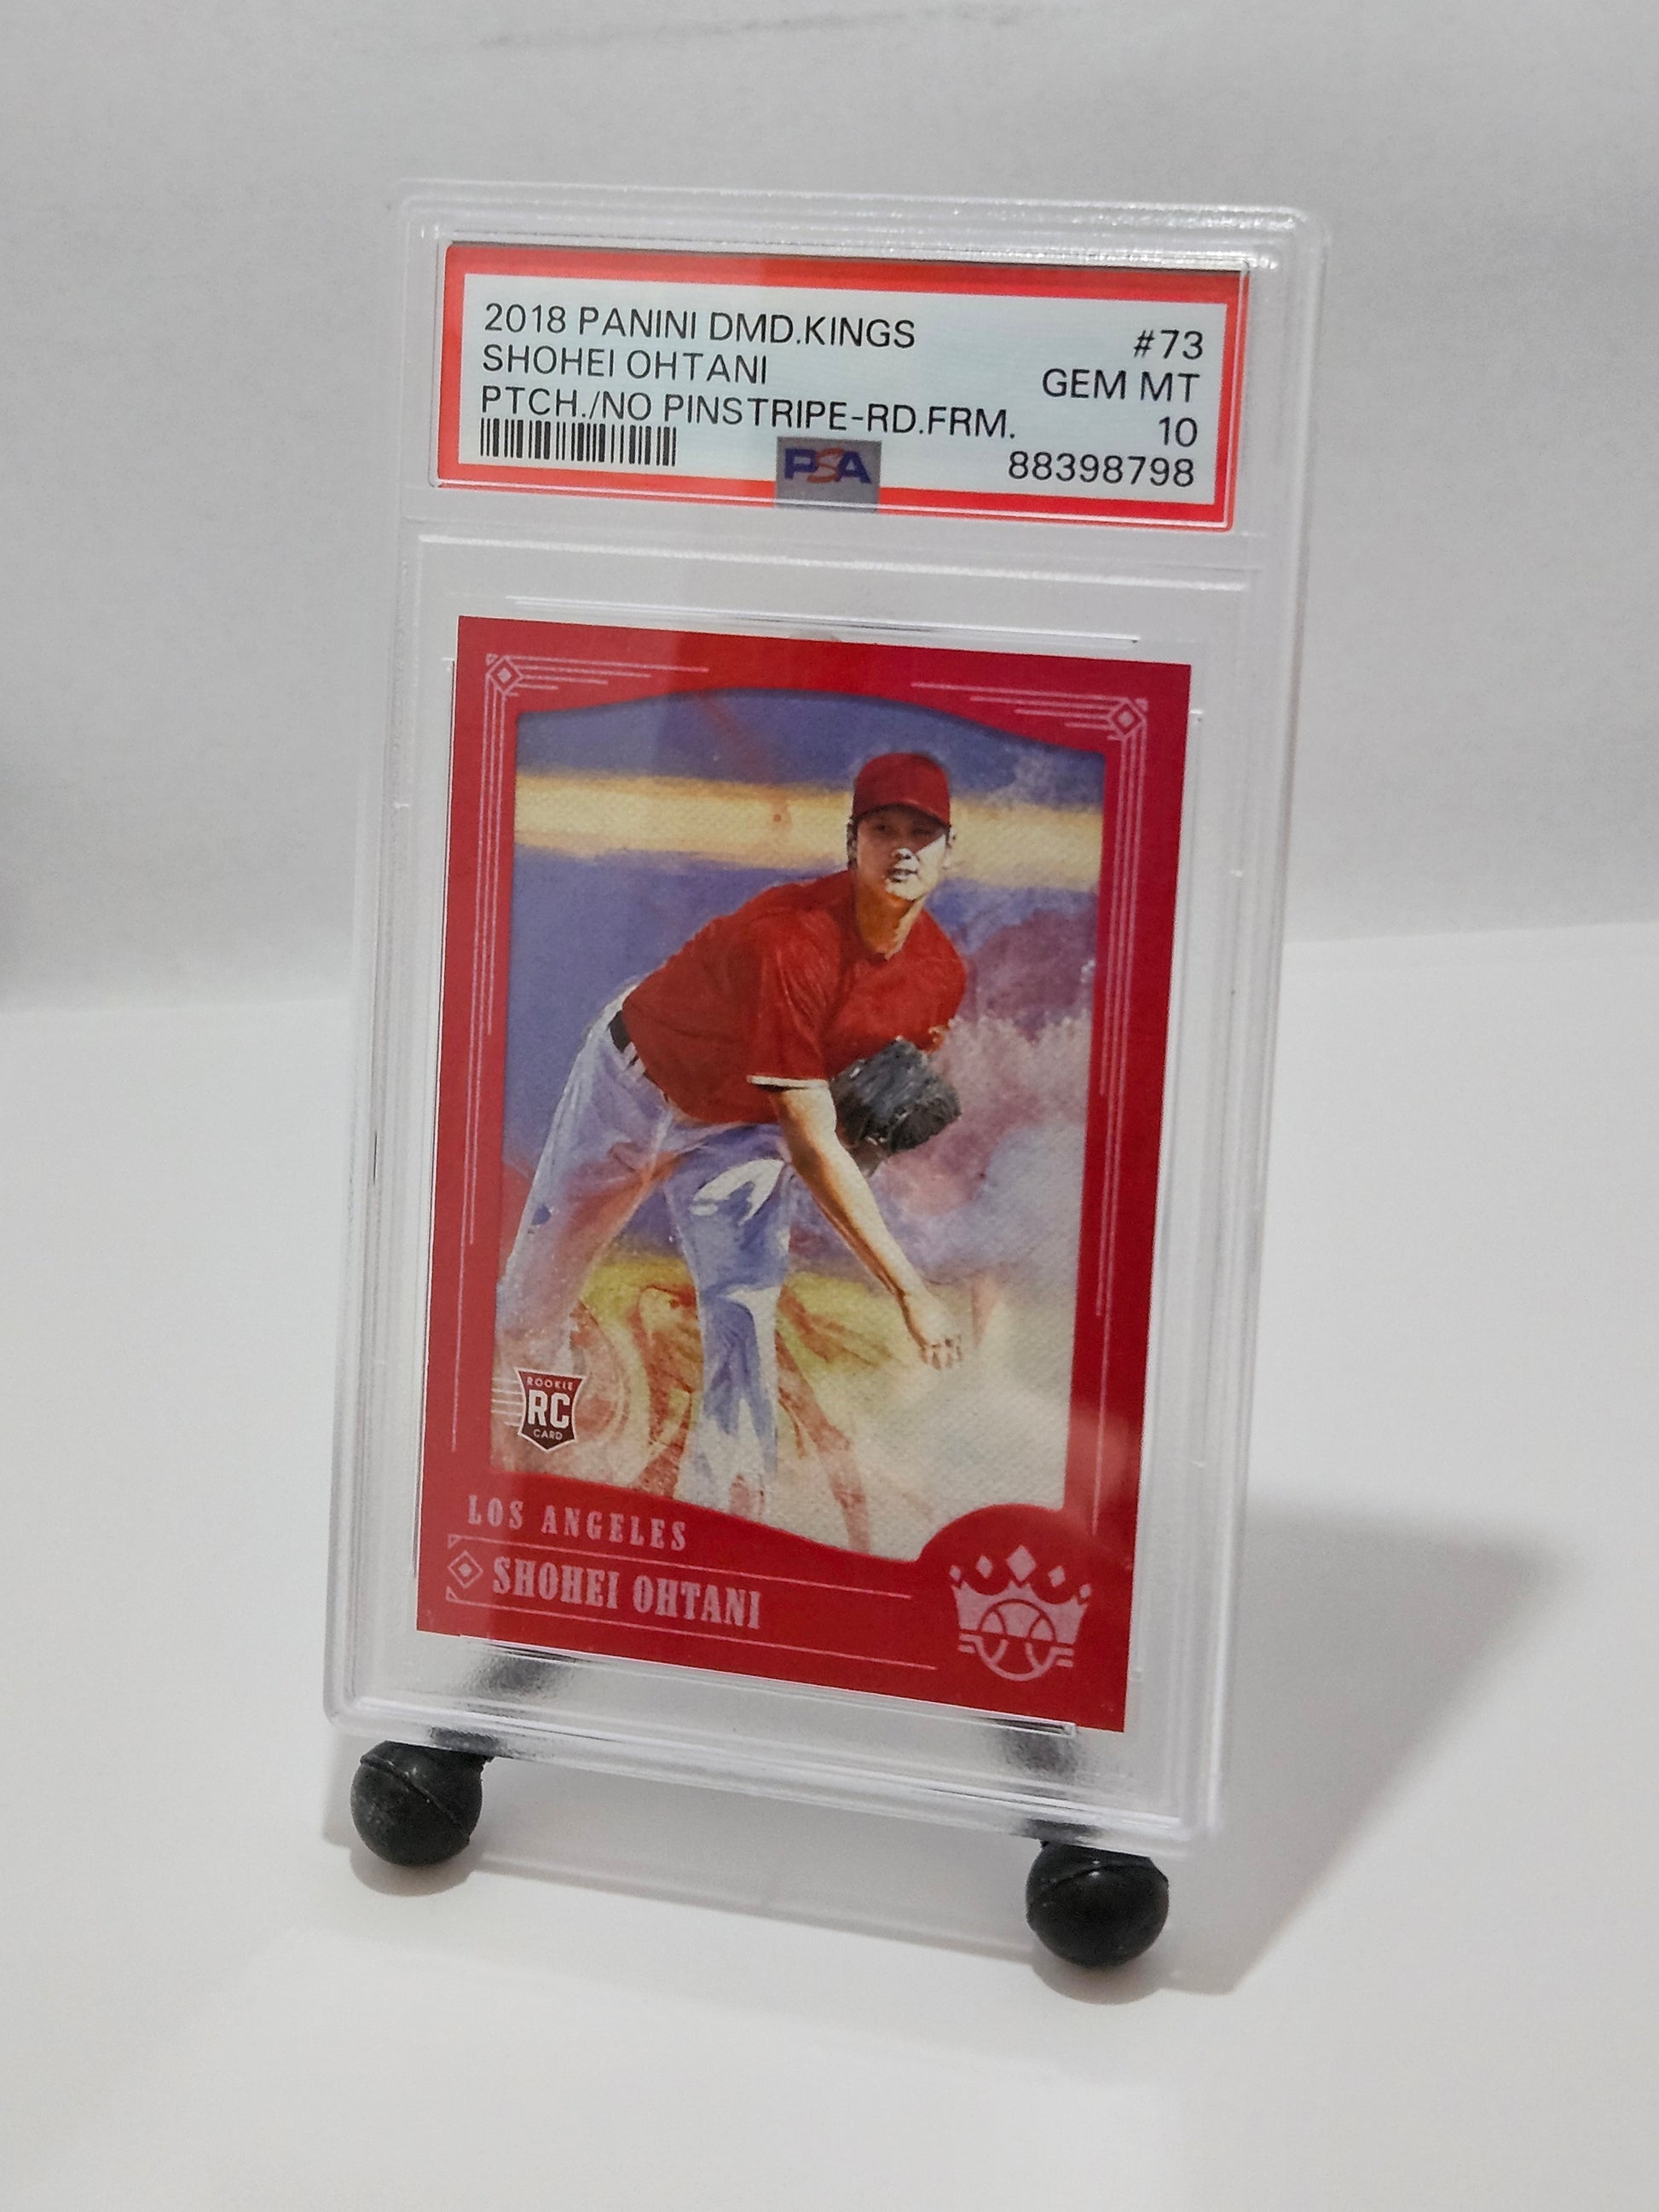 2018 PANINI DMD.KINGS #73
SHOHEI OHTANI GEM MT
PTCH./NO PINSTRIPE-RD.FRM. 10
PSA 88398798
ROOKIE
RC
CARD
LOS ANGELES
SHOHEI OHTANI